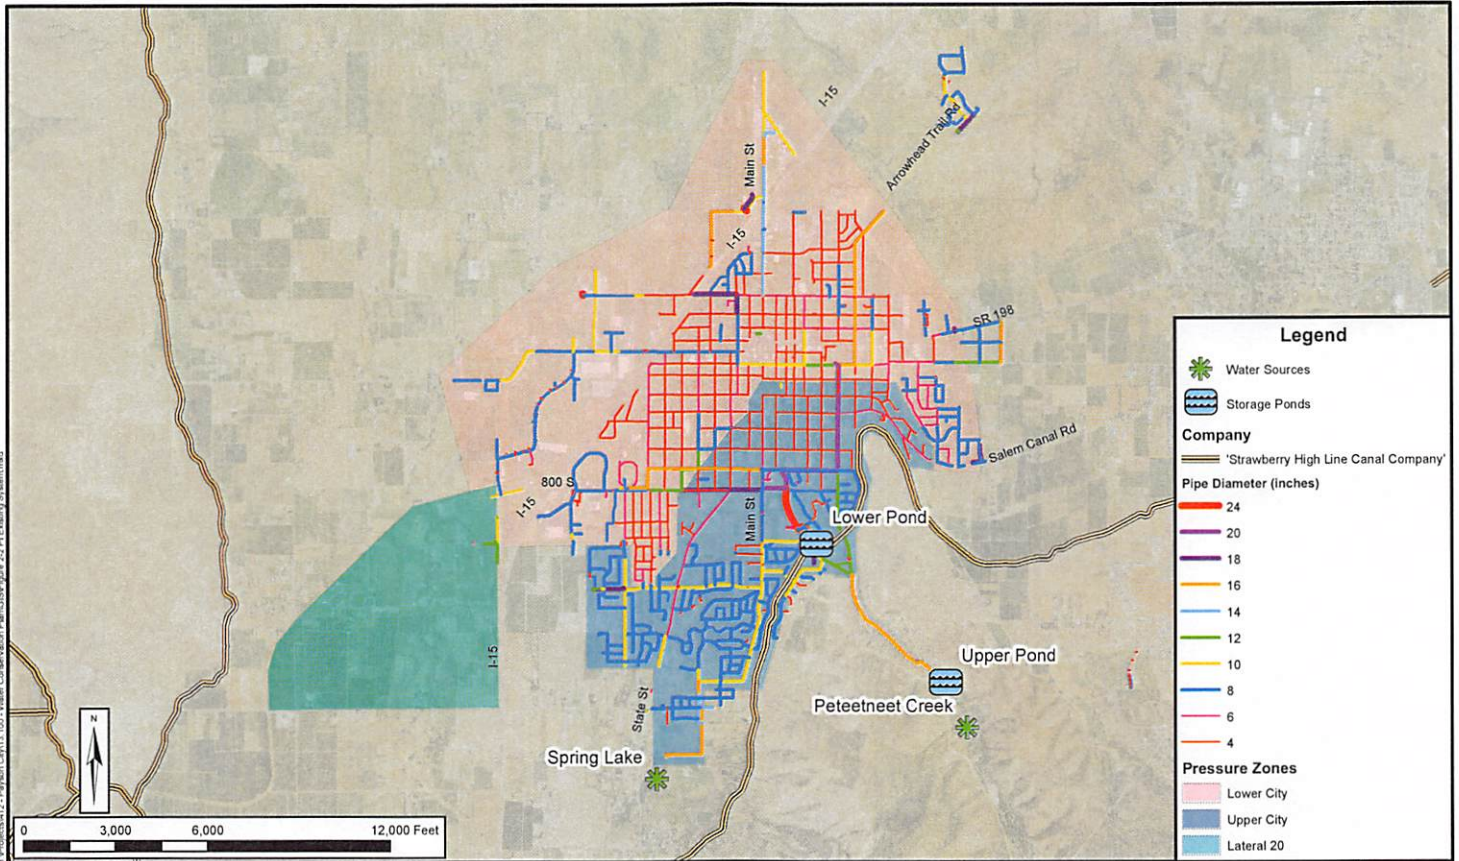 I-15
Arrowhead Trail Rd
Main St
I-15
SR 198
Salem Canal Rd
800 S
I-15
Main St
Lower Pond
I-15
Upper Pond
Peteetneet Creek
State St
Spring Lake
N
0 3,000 6,000 12,000 Feet
Legend
Water Sources
Storage Ponds
Company
'Strawberry High Line Canal Company'
Pipe Diameter (inches)
24
20
18
16
14
12
10
8
6
4
Pressure Zones
Lower City
Upper City
Lateral 20